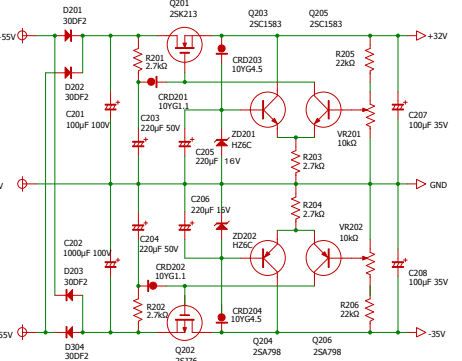 D201
30DF2
Q201
2SK213
Q203
2SC1583
Q205
2SC1583
55V
+32V
R201
2.7kΩ
CRD203
10YG4.5
R205
22kΩ
D202
30DF2
CRD201
10YG1.1
C201
100µF 100V
C203
220µF 50V
ZD201
HZ6C
C205
220µF 16V
VR201
10kΩ
C207
100µF 35V
R203
2.7kΩ
V
GND
C206
220µF 16V
R204
2.7kΩ
C202
1000µF 100V
C204
220µF 50V
ZD202
HZ6C
VR202
10kΩ
D203
30DF2
CRD202
10YG1.1
C208
100µF 35V
R202
2.7kΩ
CRD204
10YG4.5
R206
22kΩ
55V
-35V
D304
30DF2
Q202
Q204
2SA798
Q206
2SA798